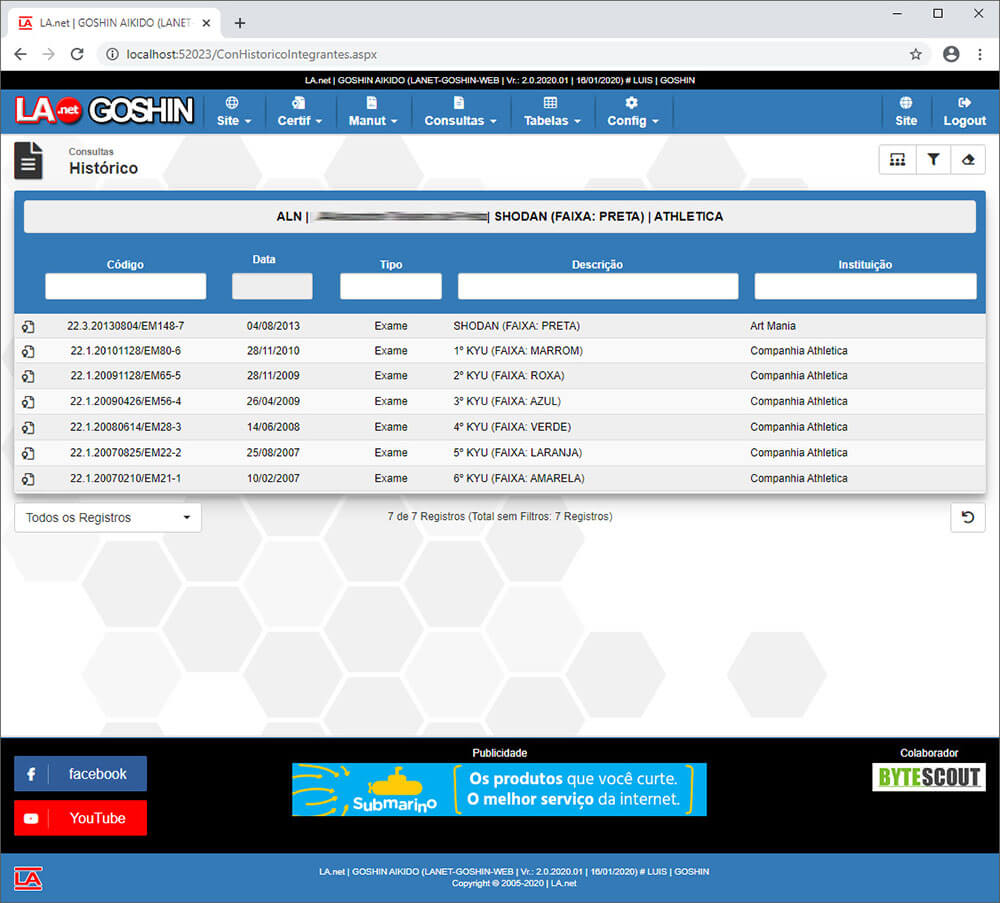 LA.net | GOSHIN AIKIDO (LANET-
localhost:52023/ConHistoricoIntegrantes.aspx
LA.net | GOSHIN AIKIDO (LANET-GOSHIN-WEB | Vr.: 2.0.2020.01 | 16/01/2020) # LUIS | GOSHIN
LA.net GOSHIN Site Certif Manut Consultas Tabelas Config Site Logout
Consultas
Histórico
ALN | | SHODAN (FAIXA: PRETA) | ATHLETICA
Código Data Tipo Descrição Instituição
22.3.20130804/EM148-7 04/08/2013 Exame SHODAN (FAIXA: PRETA) Art Mania
22.1.20101128/EM80-6 28/11/2010 Exame 1º KYU (FAIXA: MARROM) Companhia Athletica
22.1.20091128/EM65-5 28/11/2009 Exame 2º KYU (FAIXA: ROXA) Companhia Athletica
22.1.20090426/EM56-4 26/04/2009 Exame 3º KYU (FAIXA: AZUL) Companhia Athletica
22.1.20080614/EM28-3 14/06/2008 Exame 4º KYU (FAIXA: VERDE) Companhia Athletica
22.1.20070825/EM22-2 25/08/2007 Exame 5º KYU (FAIXA: LARANJA) Companhia Athletica
22.1.20070210/EM21-1 10/02/2007 Exame 6º KYU (FAIXA: AMARELA) Companhia Athletica
Todos os Registros 7 de 7 Registros (Total sem Filtros: 7 Registros)
Publicidade Colaborador
facebook
YouTube
Submarino
Os produtos que você curte.
O melhor serviço da internet.
BYTESCOUT
LA
LA.net | GOSHIN AIKIDO (LANET-GOSHIN-WEB | Vr.: 2.0.2020.01 | 16/01/2020) # LUIS | GOSHIN
Copyright © 2005-2020 | LA.net